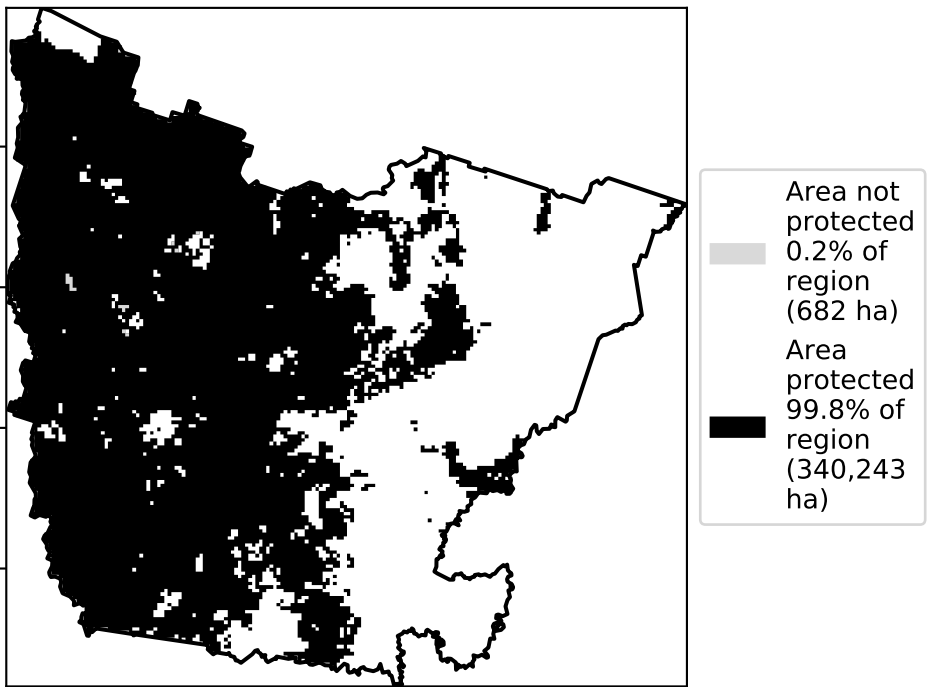 Area not
protected
0.2% of
region
(682 ha)
Area
protected
99.8% of
region
(340,243
ha)